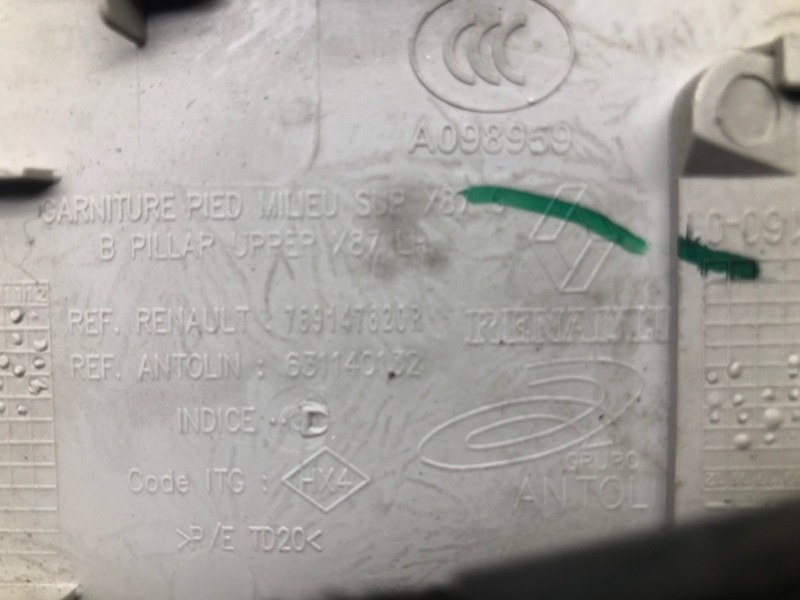 CCC
A098959
GARNITURE PIED MILIEU SUP X87 G
B PILLAR UPPER X87 LH
RENAULT
REF. RENAULT : 769147820R
REF. ANTOLIN : 631140132
INDICE
GRUPO
ANTOL
Code ITG : HX4
>P/E TD20<